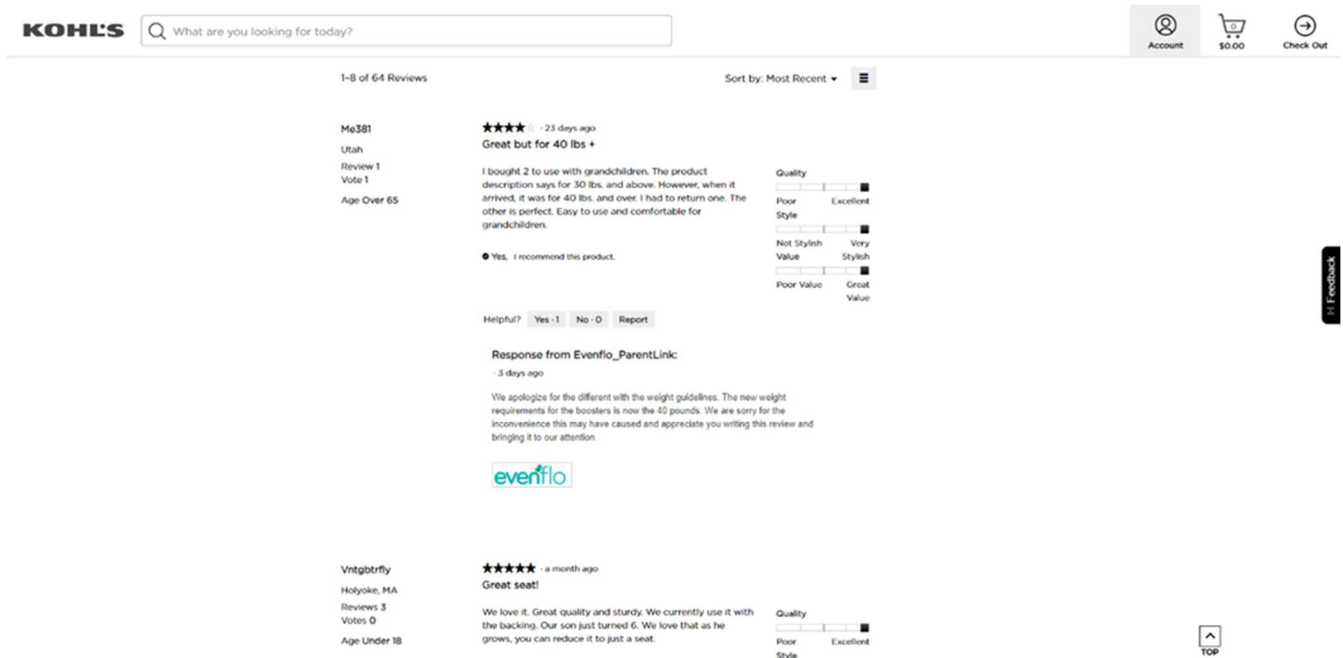 KOHL'S
What are you looking for today?
Account
0
$0.00
Check Out
1-8 of 64 Reviews
Sort by: Most Recent
Me381
Utah
Review 1
Vote 1
Age Over 65
★★★★★ · 23 days ago
Great but for 40 lbs +
I bought 2 to use with grandchildren. The product
description says for 30 lbs. and above. However, when it
arrived, it was for 40 lbs. and over. I had to return one. The
other is perfect. Easy to use and comfortable for
grandchildren.
Yes, I recommend this product.
Quality
Poor Excellent
Style
Not Stylish Very Stylish
Value
Poor Value Great Value
Helpful? Yes · 1 No · 0 Report
Response from Evenflo_ParentLink:
· 3 days ago
We apologize for the different with the weight guidelines. The new weight
requirements for the boosters is now the 40 pounds. We are sorry for the
inconvenience this may have caused and appreciate you writing this review and
bringing it to our attention.
evenflo
Vntgbtrfly
Holyoke, MA
Reviews 3
Votes 0
Age Under 18
★★★★★ · a month ago
Great seat!
We love it. Great quality and sturdy. We currently use it with
the backing. Our son just turned 6. We love that as he
grows, you can reduce it to just a seat.
Quality
Poor Excellent
Style
Feedback
TOP